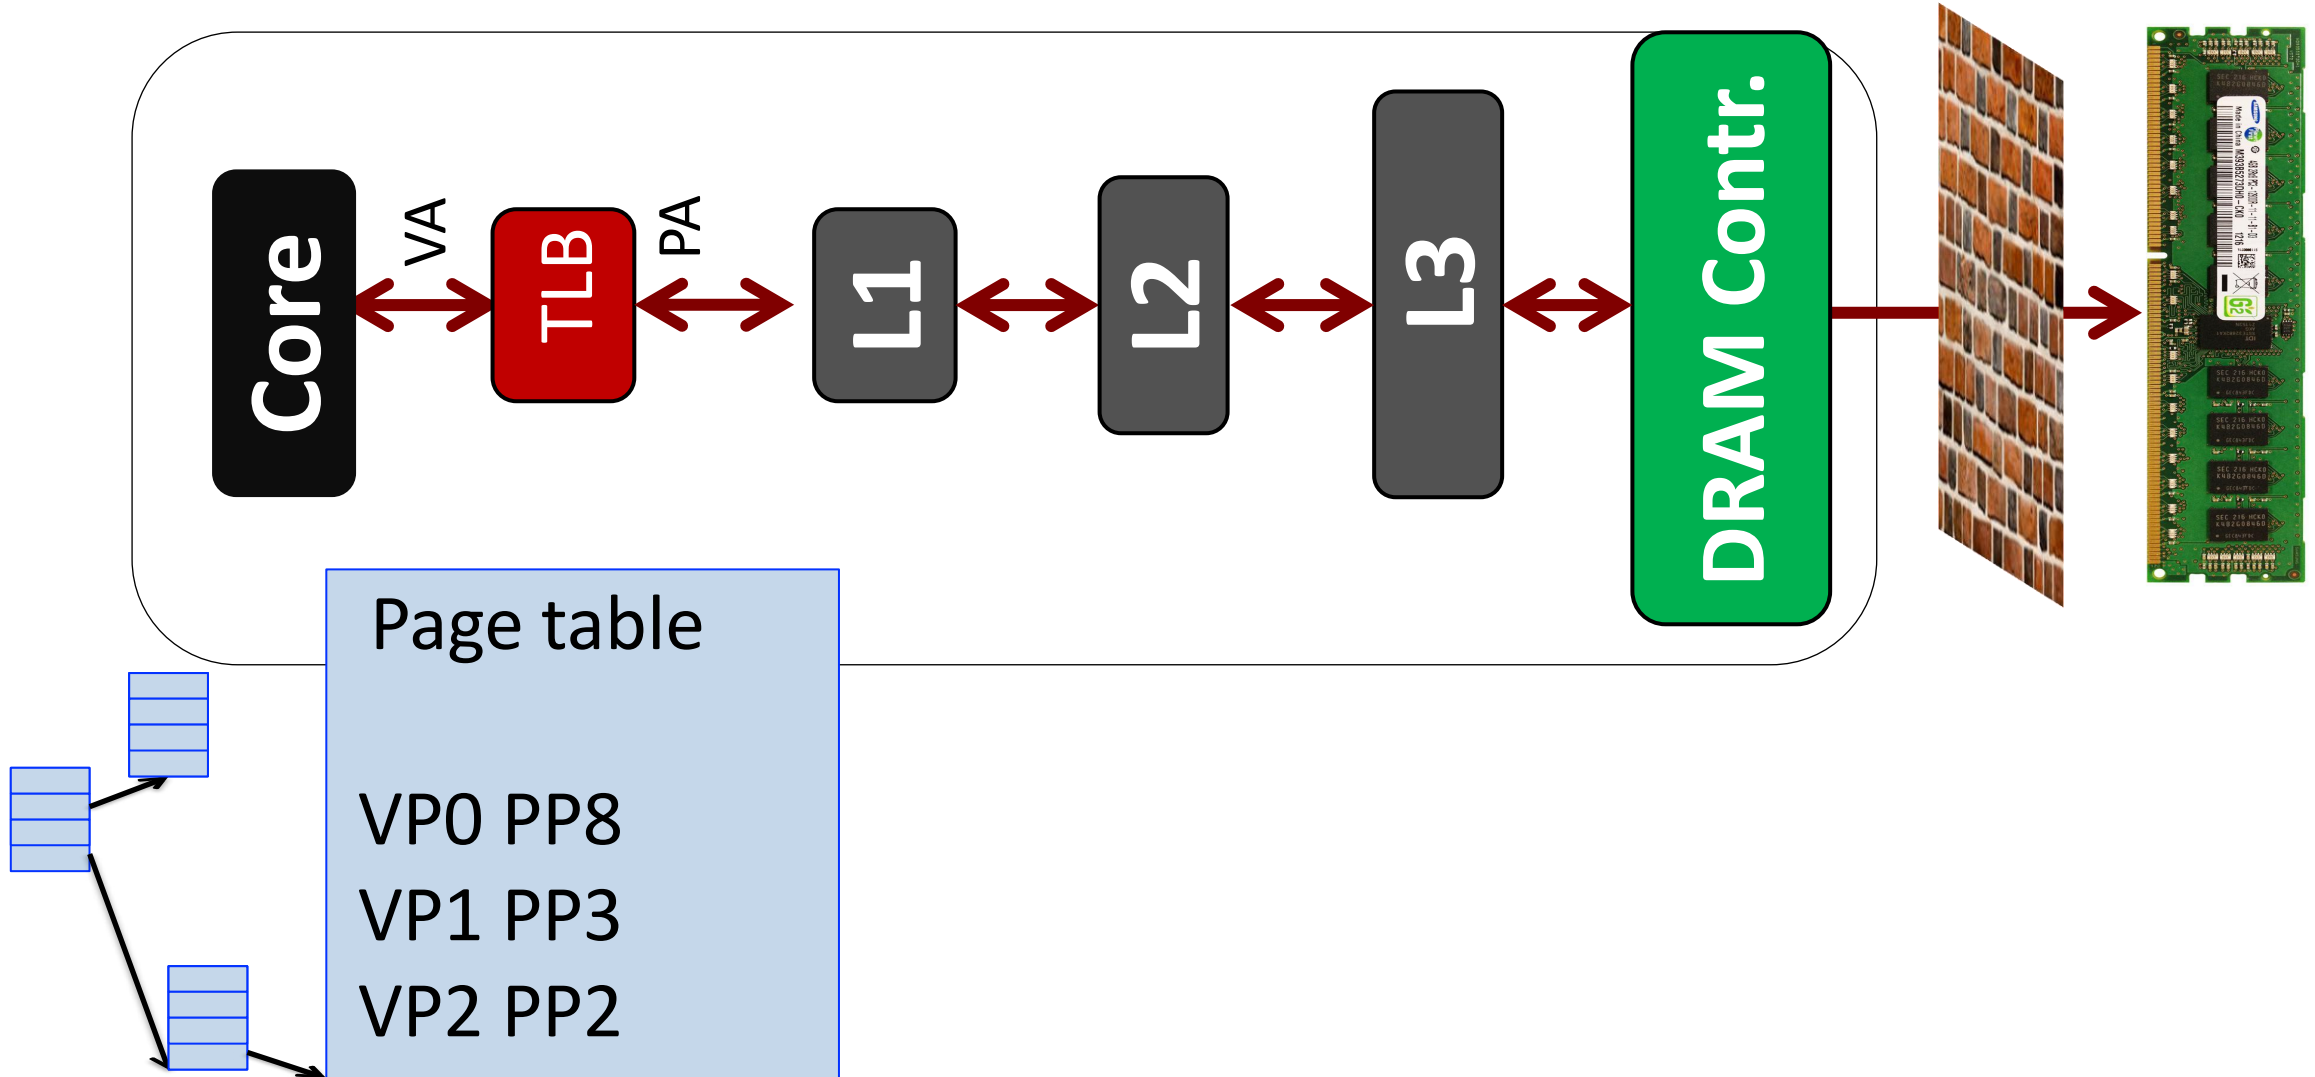 Core
VA
TLB
PA
L1
L2
L3
DRAM Contr.
Page table
VP0 PP8
VP1 PP3
VP2 PP2